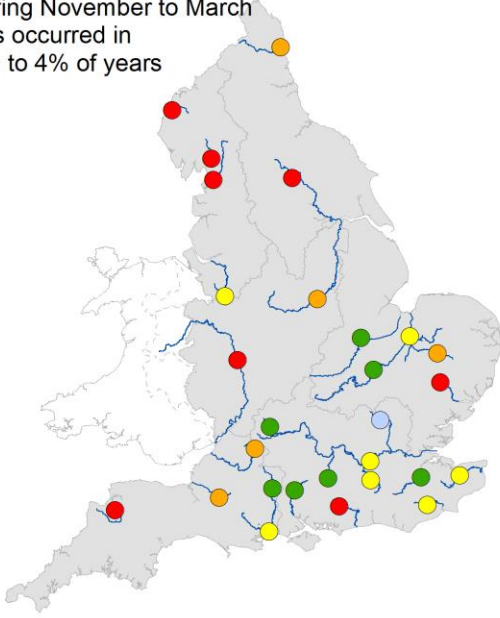 ring November to March
s occurred in
to 4% of years